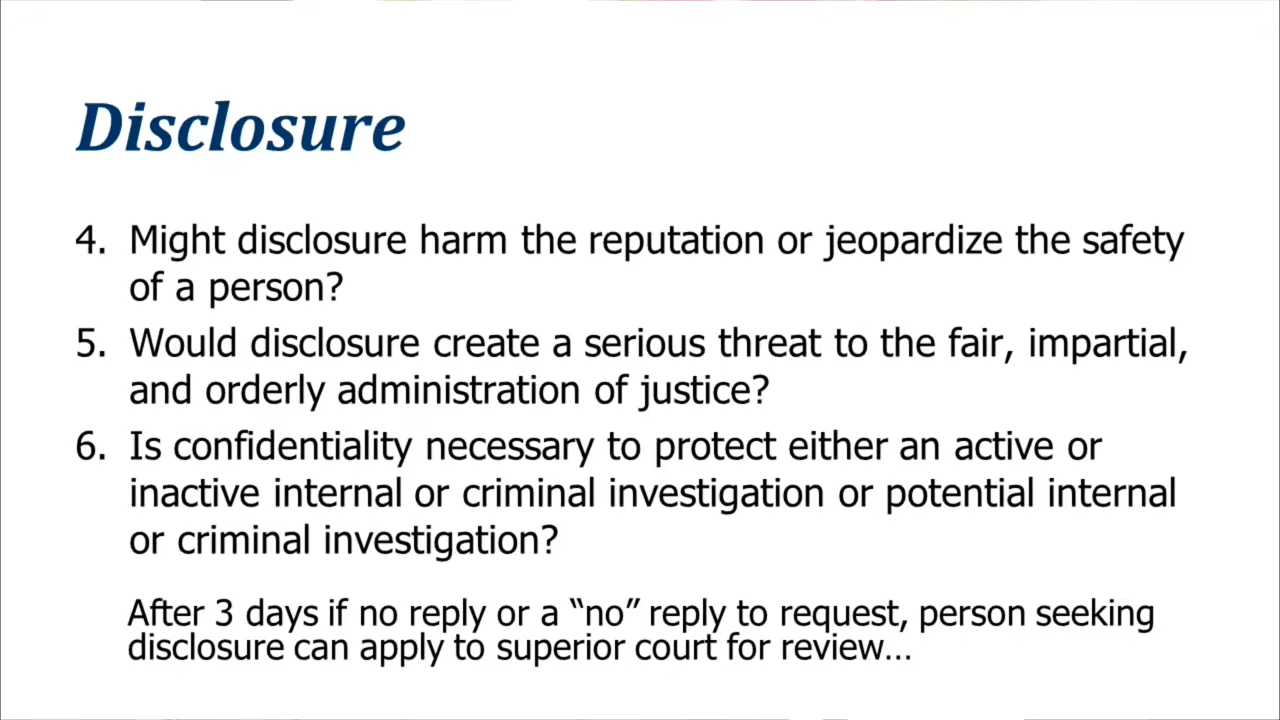 Disclosure
4. Might disclosure harm the reputation or jeopardize the safety
of a person?
5. Would disclosure create a serious threat to the fair, impartial,
and orderly administration of justice?
6. Is confidentiality necessary to protect either an active or
inactive internal or criminal investigation or potential internal
or criminal investigation?
After 3 days if no reply or a “no” reply to request, person seeking
disclosure can apply to superior court for review…